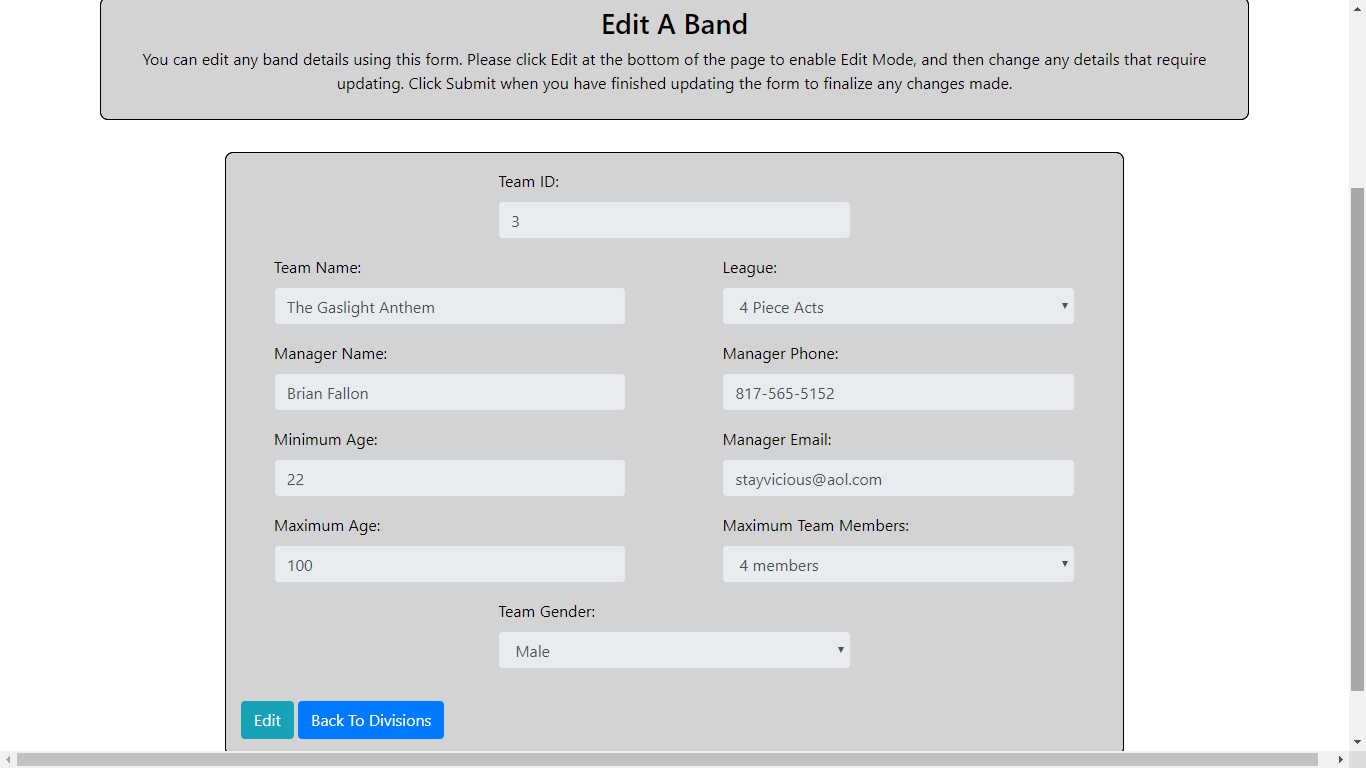 Edit A Band
You can edit any band details using this form. Please click Edit at the bottom of the page to enable Edit Mode, and then change any details that require
updating. Click Submit when you have finished updating the form to finalize any changes made.
Team ID:
3
Team Name:
League:
The Gaslight Anthem
4 Piece Acts
Manager Name:
Manager Phone:
Brian Fallon
817-565-5152
Minimum Age:
Manager Email:
22
stayvicious@aol.com
Maximum Age:
Maximum Team Members:
100
4 members
Team Gender:
Male
Edit
Back To Divisions